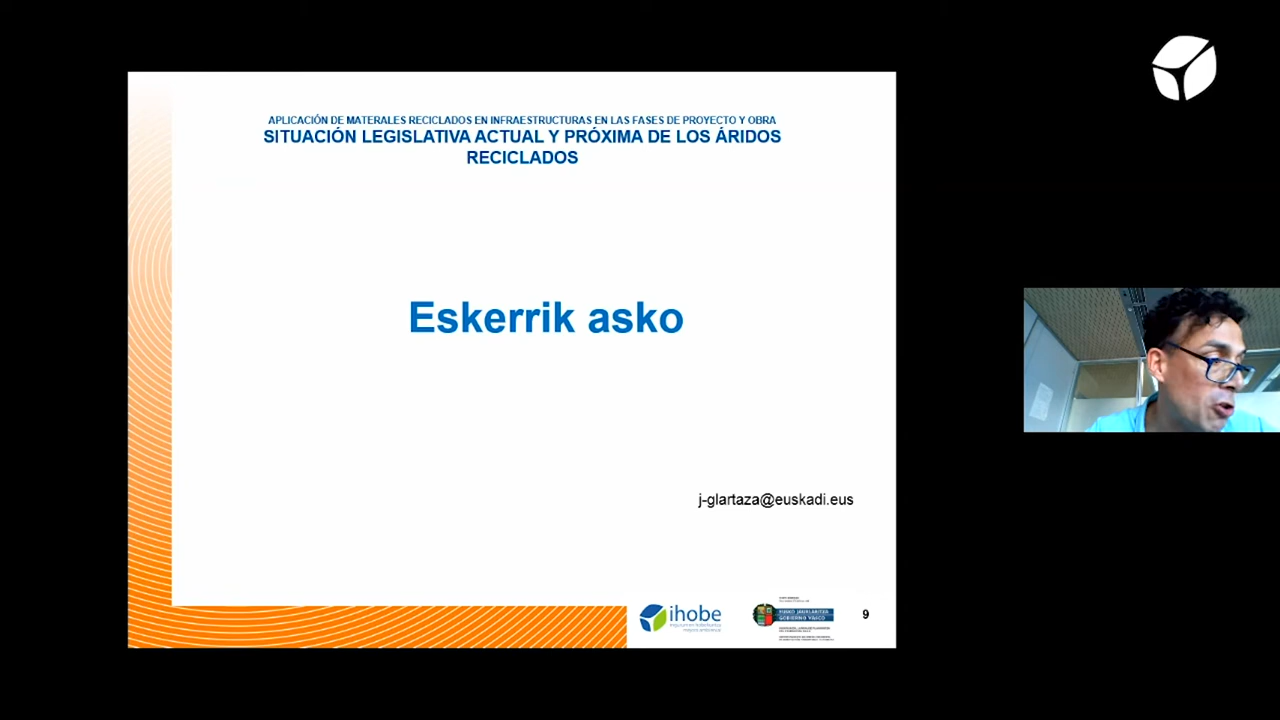 APLICACIÓN DE MATERALES RECICLADOS EN INFRAESTRUCTURAS EN LAS FASES DE PROYECTO Y OBRA
SITUACIÓN LEGISLATIVA ACTUAL Y PRÓXIMA DE LOS ÁRIDOS
RECICLADOS
Eskerrik asko
j-glartaza@euskadi.eus
ihobe
EUSKO JAURLARITZA
GOBIERNO VASCO
9